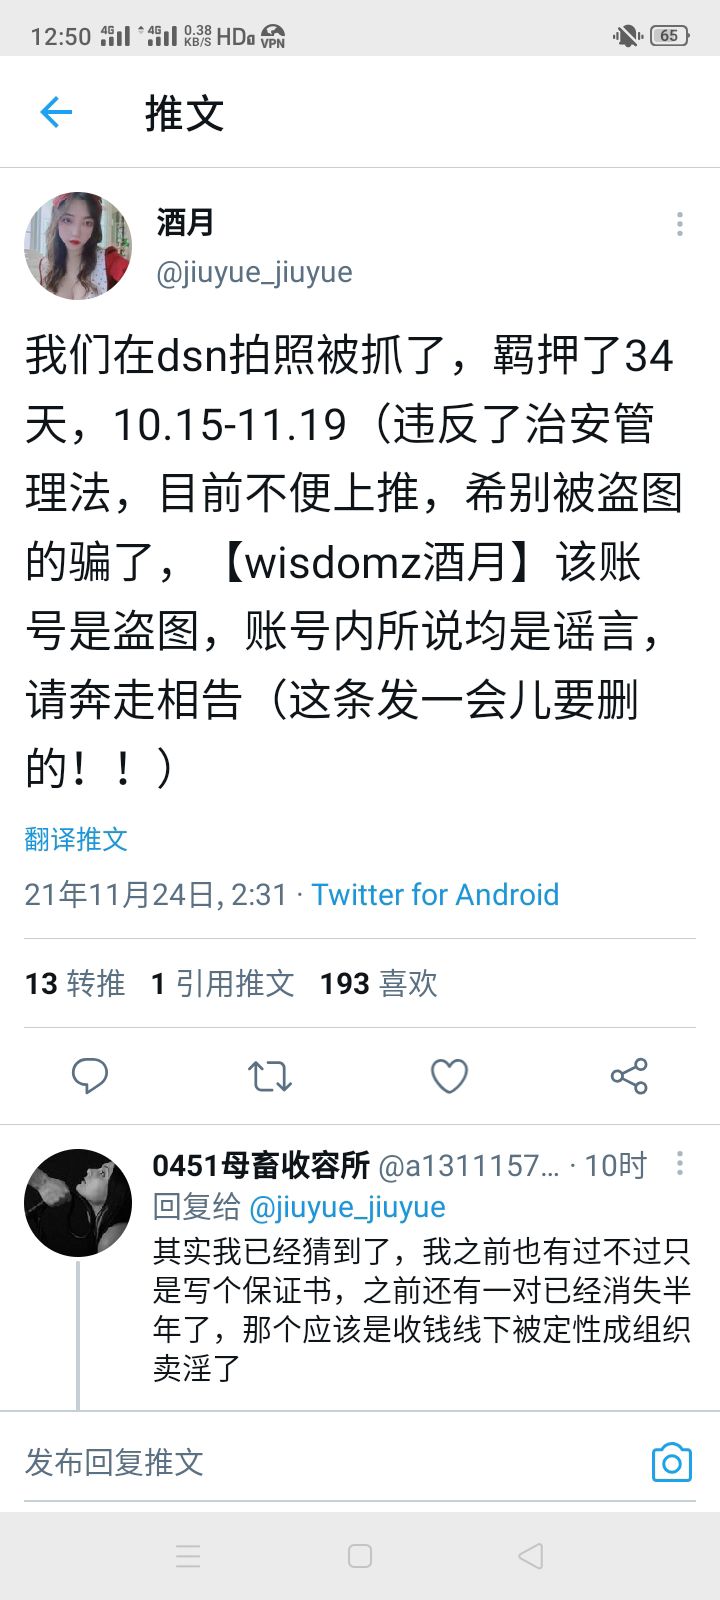 12:50 4G 4G 0.38 KB/S HD VPN 65
推文
酒月
@jiuyue_jiuyue
我们在dsn拍照被抓了，羁押了34
天，10.15-11.19（违反了治安管
理法，目前不便上推，希别被盗图
的骗了，【wisdomz酒月】该账
号是盗图，账号内所说均是谣言，
请奔走相告（这条发一会儿要删
的！！）
翻译推文
21年11月24日, 2:31 · Twitter for Android
13 转推 1 引用推文 193 喜欢
0451母畜收容所 @a1311157... · 10时
回复给 @jiuyue_jiuyue
其实我已经猜到了，我之前也有过不过只
是写个保证书，之前还有一对已经消失半
年了，那个应该是收钱线下被定性成组织
卖淫了
发布回复推文